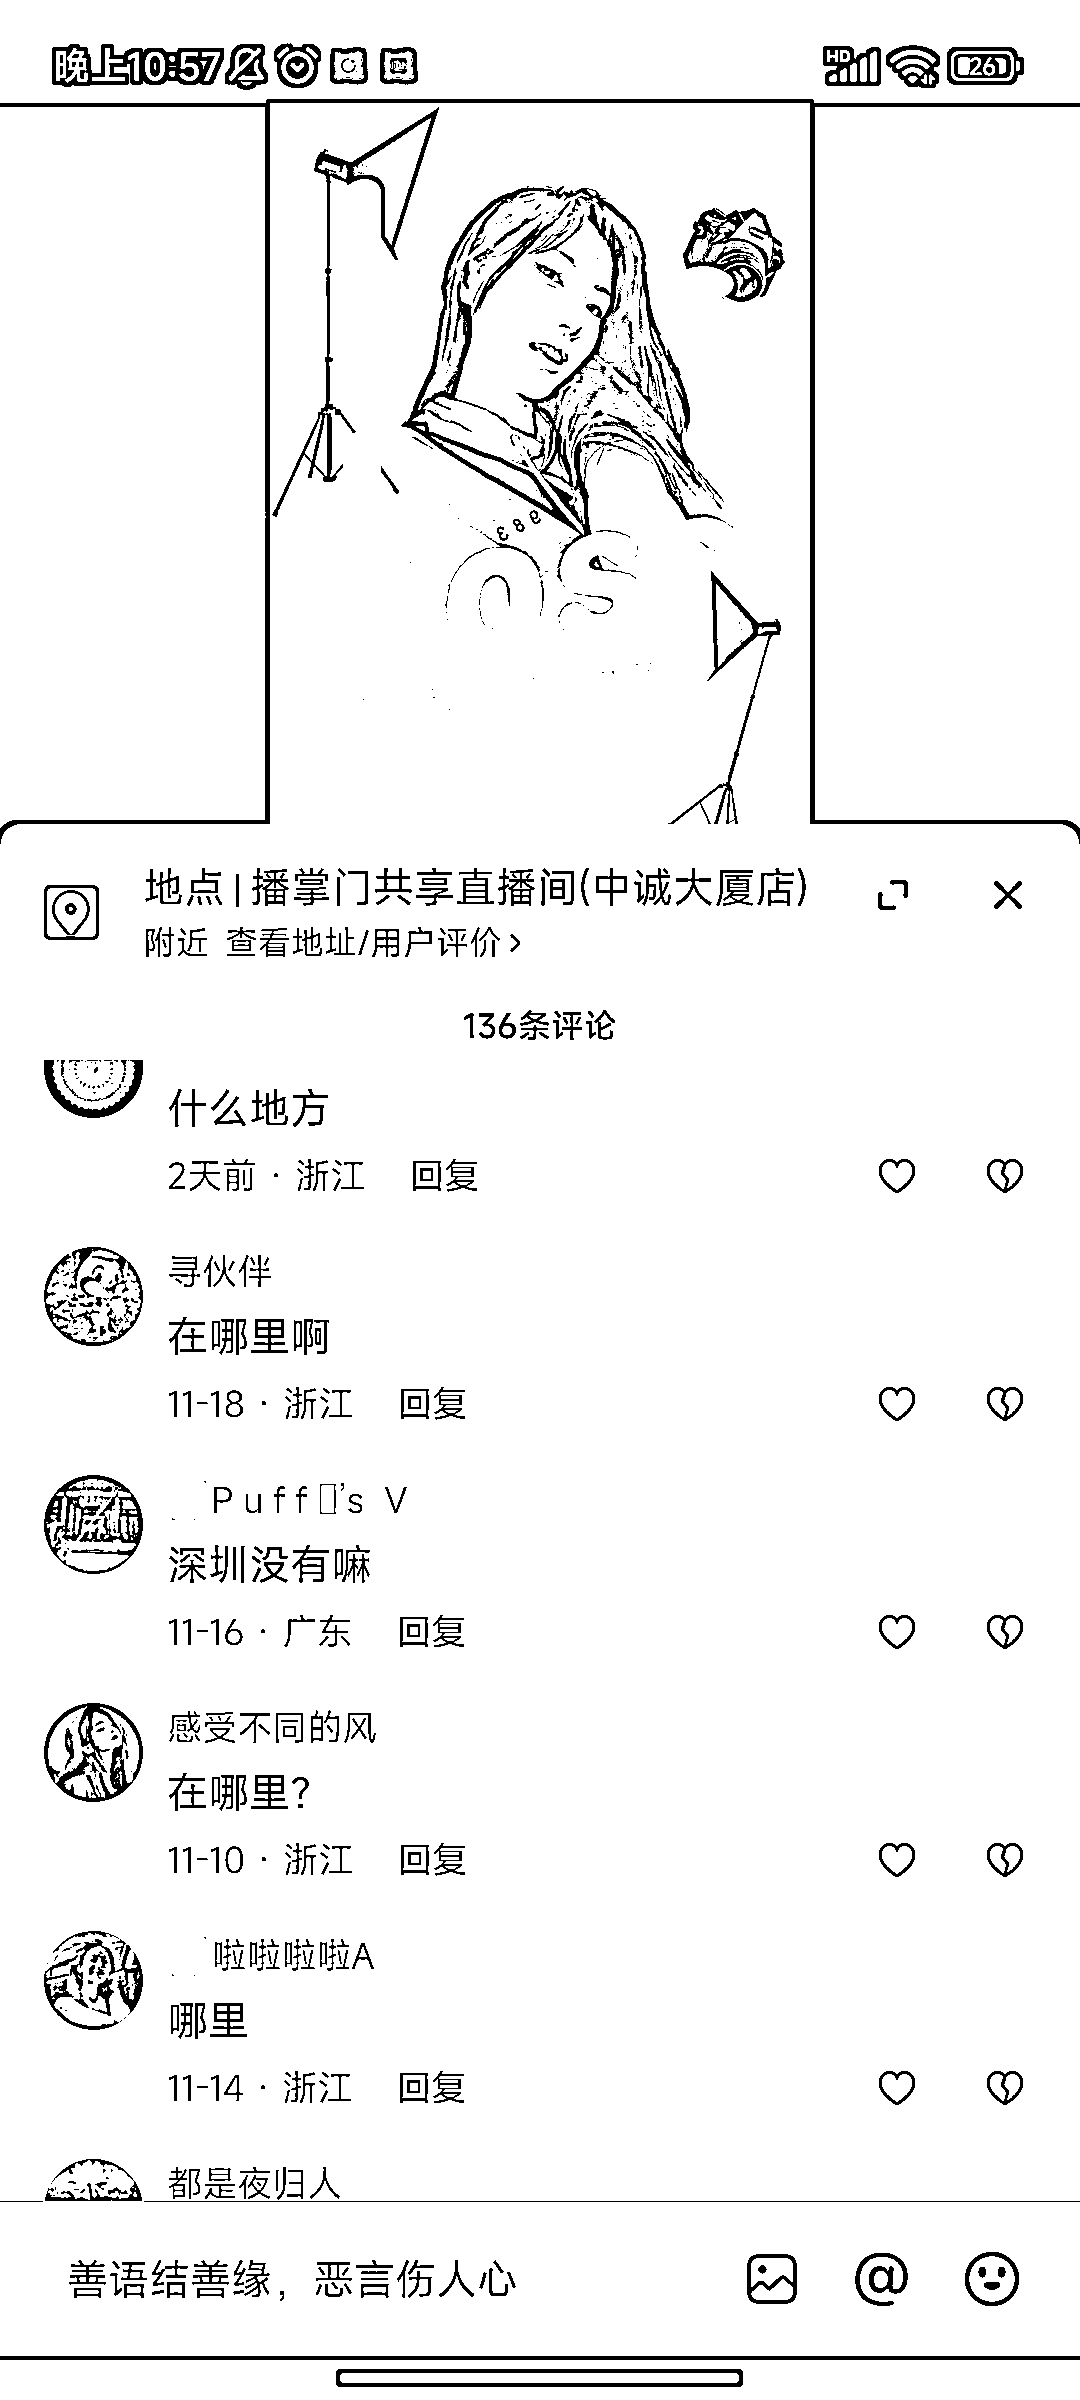 晚上10:57
HD
26
983
地点|播掌门共享直播间(中诚大厦店)
附近 查看地址/用户评价>
136条评论
什么地方
2天前 · 浙江 回复
寻伙伴
在哪里啊
11-18 · 浙江 回复
Puff's V
深圳没有嘛
11-16 · 广东 回复
感受不同的风
在哪里?
11-10 · 浙江 回复
啦啦啦啦A
哪里
11-14 · 浙江 回复
都是夜归人
善语结善缘，恶言伤人心